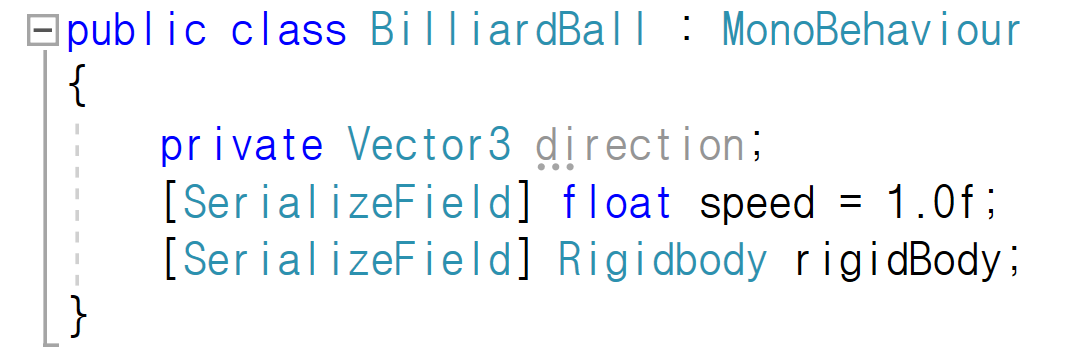 public class BilliardBall : MonoBehaviour
{
    private Vector3 direction;
    [SerializeField] float speed = 1.0f;
    [SerializeField] Rigidbody rigidBody;
}